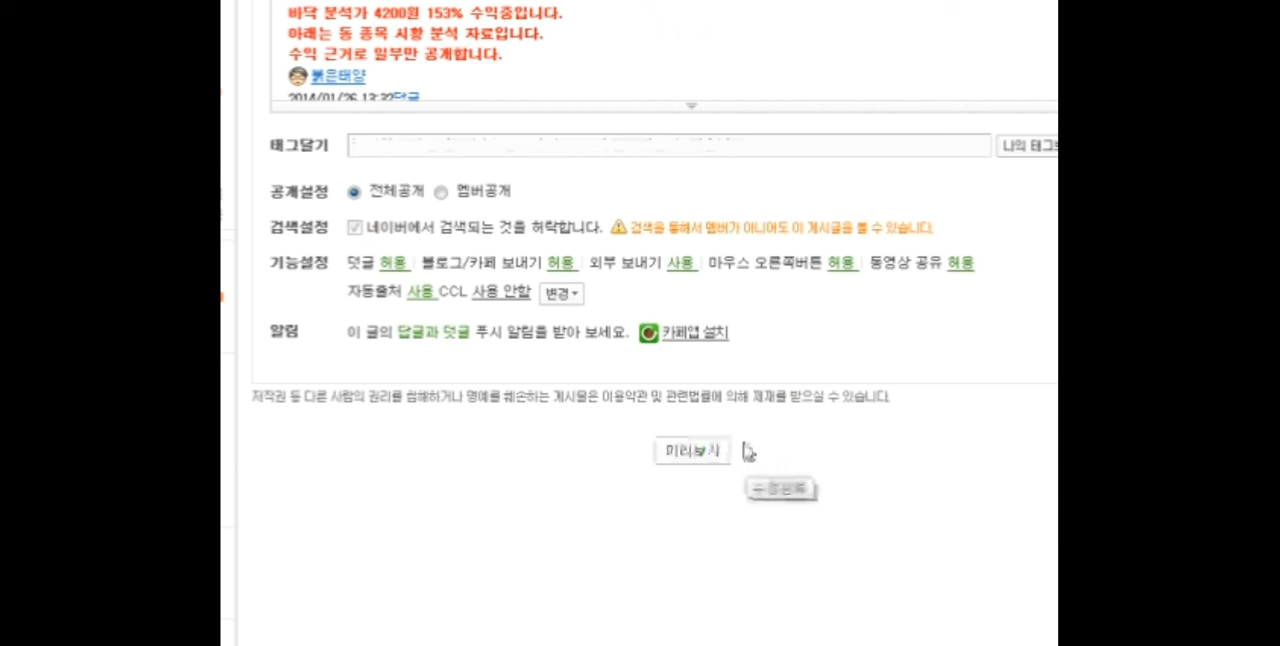 바닥 분석가 4200원 153% 수익중입니다.
아래는 동 종목 시황 분석 자료입니다.
수익 근거로 일부만 공개합니다.
붉은태양
2014/01/26 13:32답글
태그달기
나의 태그
공개설정 전체공개 멤버공개
검색설정 네이버에서 검색되는 것을 허락합니다. 검색을 통해서 멤버가 아니어도 이 게시글을 볼 수 있습니다.
기능설정 덧글 허용 블로그/카페 보내기 허용 외부 보내기 사용 마우스 오른쪽버튼 허용 동영상 공유 허용
자동출처 사용 CCL 사용 안함 변경
알림 이 글의 답글과 덧글 푸시 알림을 받아 보세요. 카페앱 설치
저작권 등 다른 사람의 권리를 침해하거나 명예를 훼손하는 게시물은 이용약관 및 관련법률에 의해 제재를 받으실 수 있습니다.
미리보기